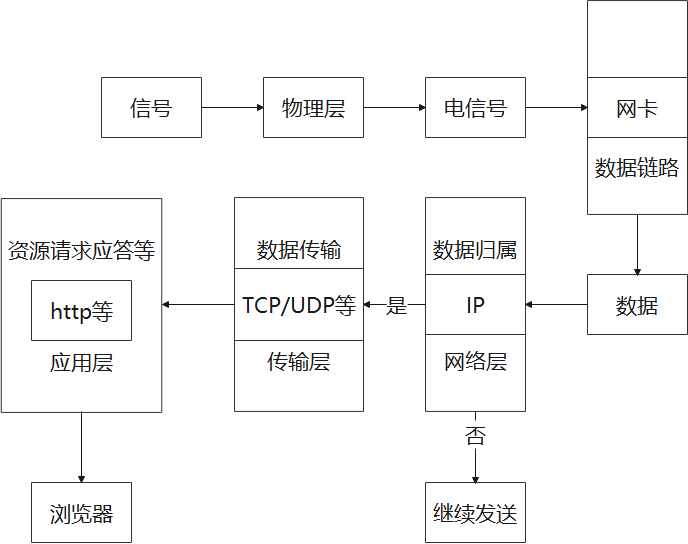 信号
物理层
电信号
网卡
数据链路
数据
数据归属
IP
网络层
是
否
继续发送
数据传输
TCP/UDP等
传输层
资源请求应答等
http等
应用层
浏览器